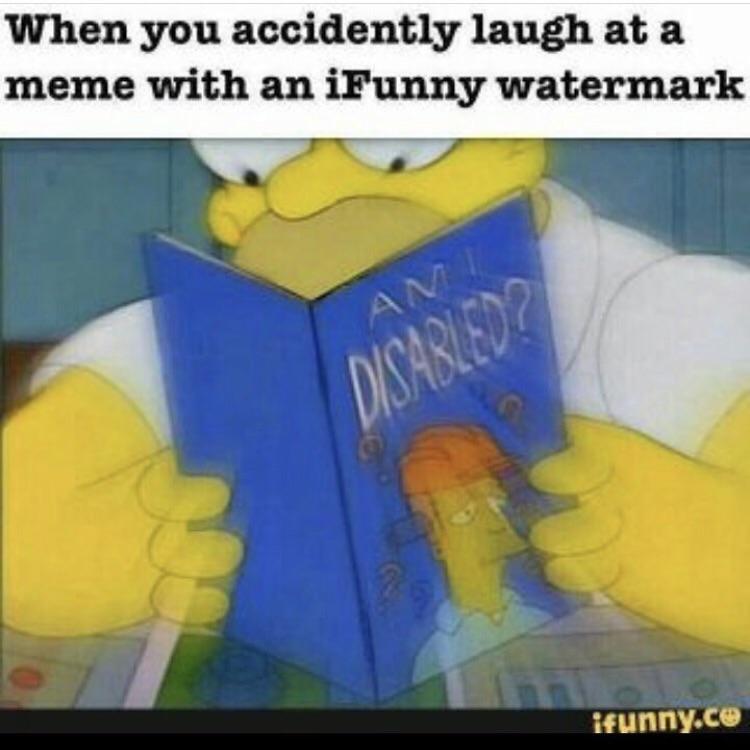 When you accidently laugh at a
meme with an iFunny watermark
AM I
DISABLED?
ifunny.co